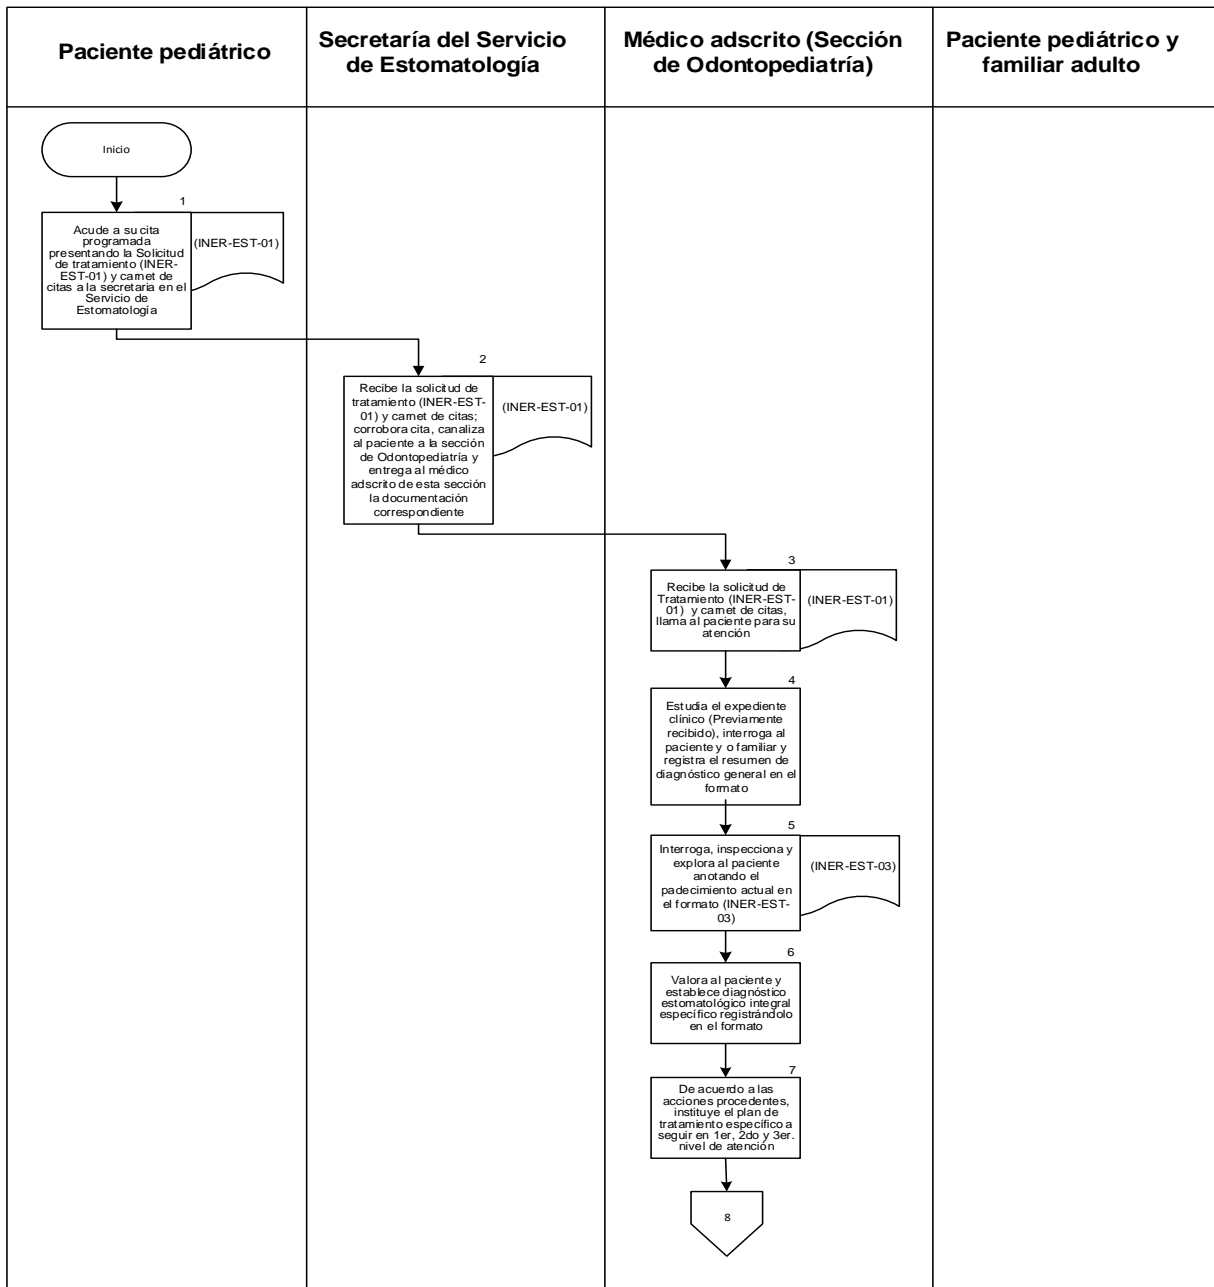 Paciente pediátrico
Secretaría del Servicio
de Estomatología
Médico adscrito (Sección
de Odontopediatría)
Paciente pediátrico y
familiar adulto
Inicio
1
Acude a su cita
programada
presentando la Solicitud
de tratamiento (INER-
EST-01) y carnet de
citas a la secretaria en el
Servicio de
Estomatología
(INER-EST-01)
2
Recibe la solicitud de
tratamiento (INER-EST-
01) y carnet de citas;
corrobora cita, canaliza
al paciente a la sección
de Odontopediatría y
entrega al médico
adscrito de esta sección
la documentación
correspondiente
(INER-EST-01)
3
Recibe la solicitud de
Tratamiento (INER-EST-
01) y carnet de citas,
llama al paciente para su
atención
(INER-EST-01)
4
Estudia el expediente
clínico (Previamente
recibido), interroga al
paciente y o familiar y
registra el resumen de
diagnóstico general en el
formato
5
Interroga, inspecciona y
explora al paciente
anotando el
padecimiento actual en
el formato (INER-EST-
03)
(INER-EST-03)
6
Valora al paciente y
establece diagnóstico
estomatológico integral
específico registrándolo
en el formato
7
De acuerdo a las
acciones procedentes,
instituye el plan de
tratamiento específico a
seguir en 1er, 2do y 3er.
nivel de atención
8